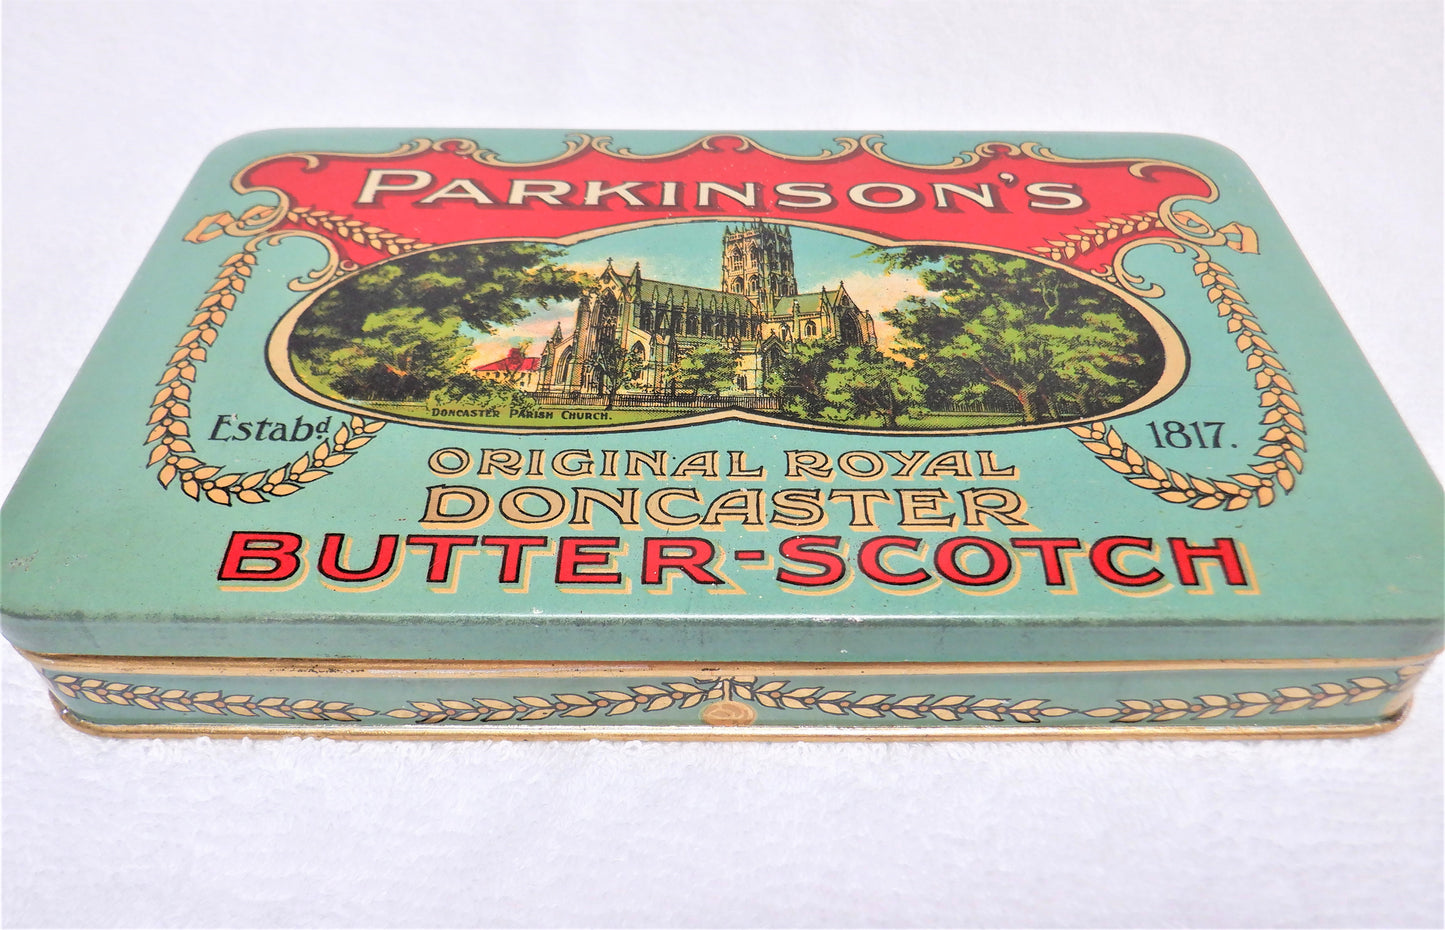 PARKINSON'S
DONCASTER PARISH CHURCH.
Estabd. 1817.
ORIGINAL ROYAL
DONCASTER
BUTTER-SCOTCH